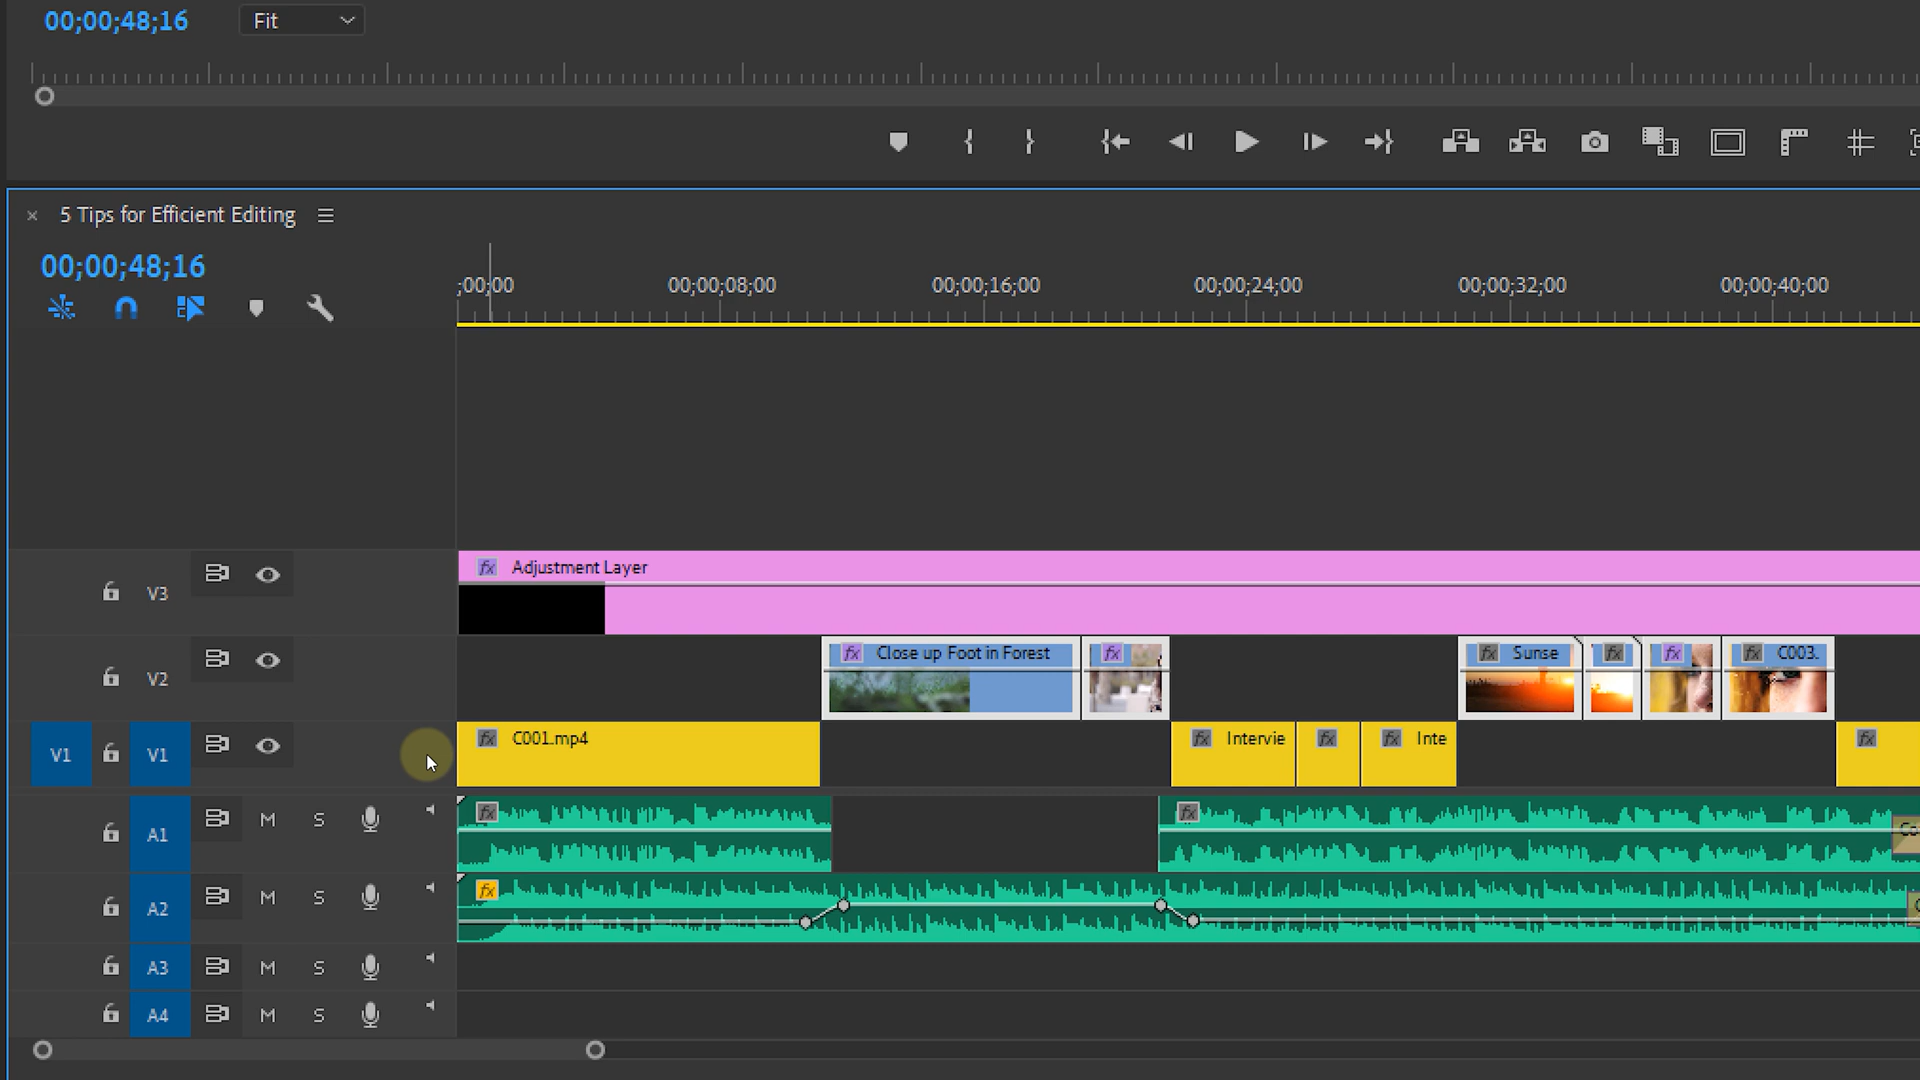 00;00;48;16 Fit
5 Tips for Efficient Editing
00;00;48;16
;00;00 00;00;08;00 00;00;16;00 00;00;24;00 00;00;32;00 00;00;40;00
fx Adjustment Layer
V3
fx Close up Foot in Forest fx fx Sunse fx fx fx C003.
V2
V1 V1 fx C001.mp4 fx Intervie fx fx Inte fx
A1 M S fx fx Co
A2 M S fx
A3 M S
A4 M S